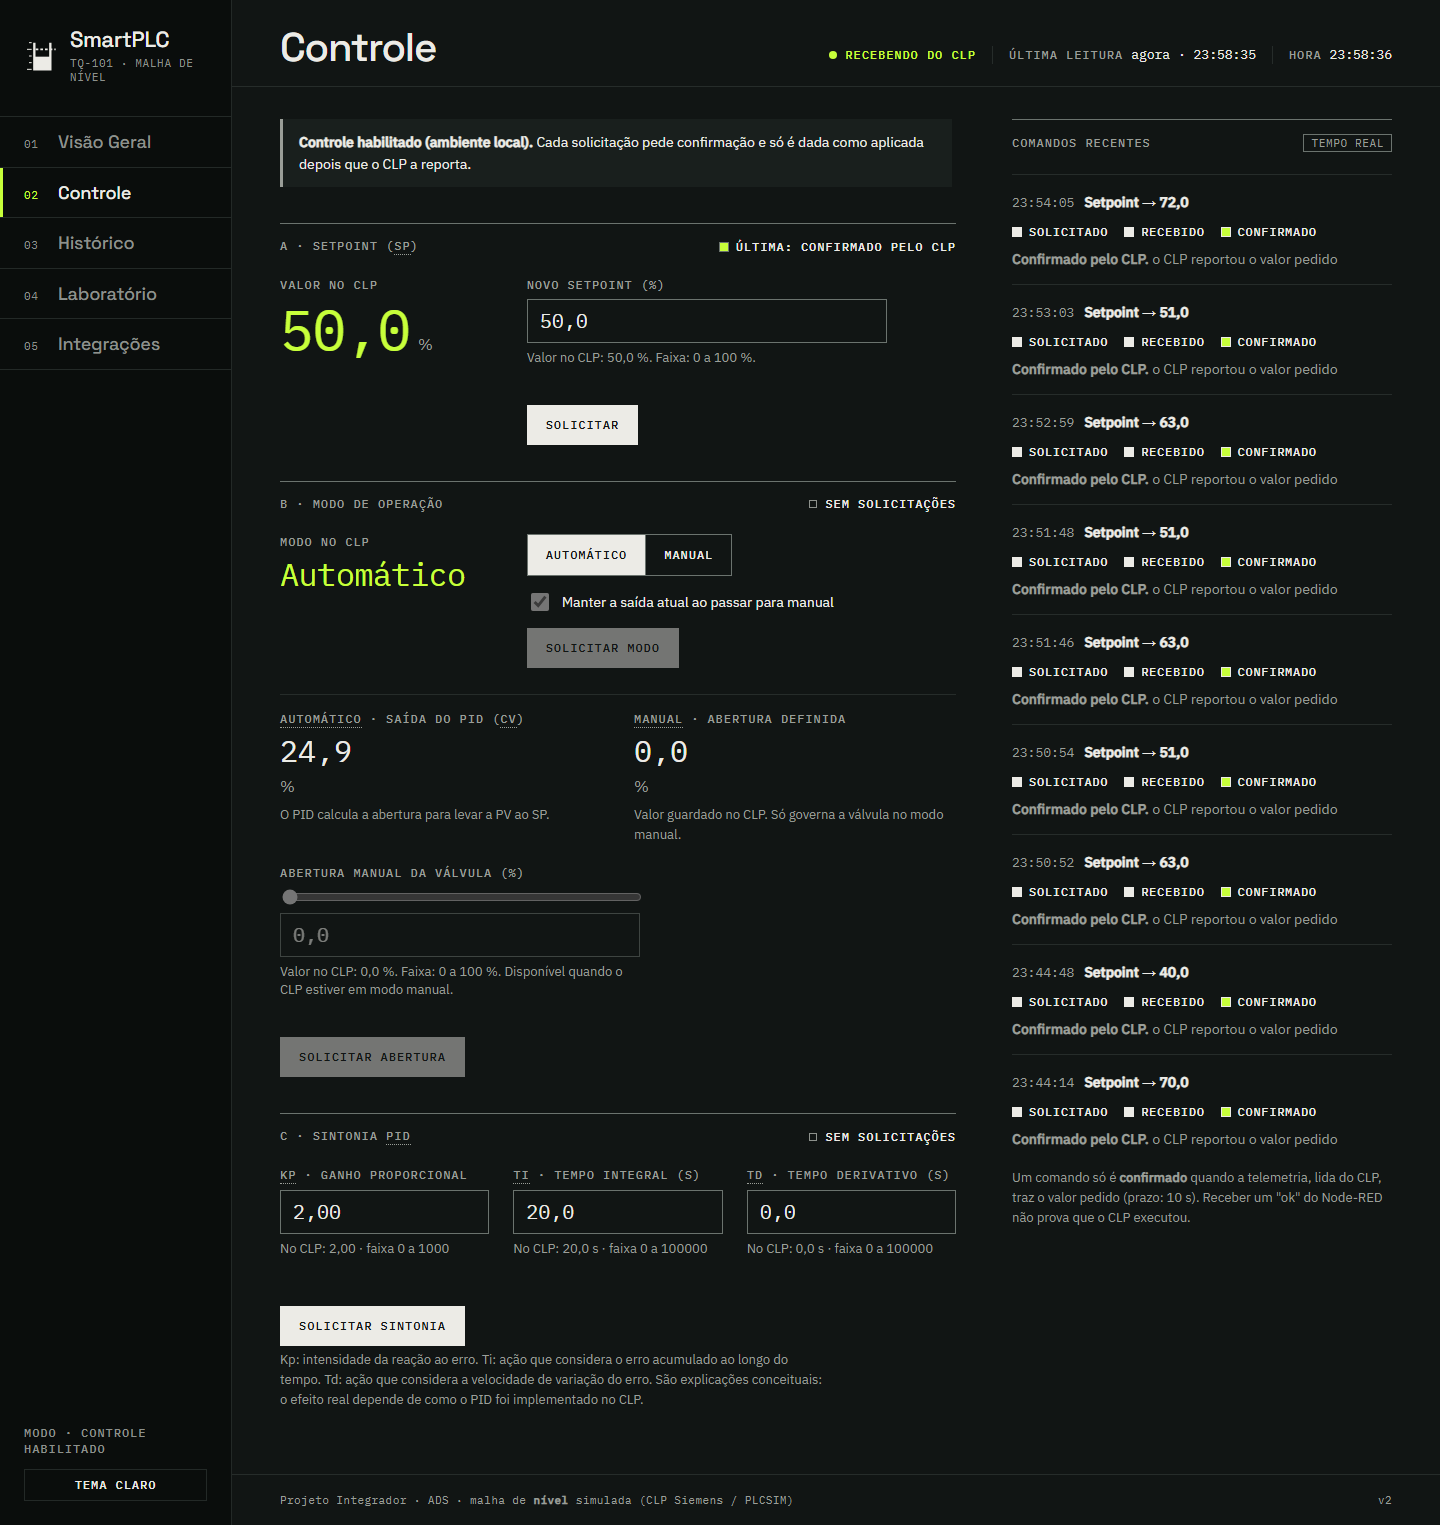 SmartPLC
TQ-101 · MALHA DE
NÍVEL
01 Visão Geral
02 Controle
03 Histórico
04 Laboratório
05 Integrações
MODO · CONTROLE
HABILITADO
TEMA CLARO
Controle
RECEBENDO DO CLP
ÚLTIMA LEITURA agora · 23:58:35
HORA 23:58:36
Controle habilitado (ambiente local). Cada solicitação pede confirmação e só é dada como aplicada
depois que o CLP a reporta.
A · SETPOINT (SP)
ÚLTIMA: CONFIRMADO PELO CLP
VALOR NO CLP
50,0 %
NOVO SETPOINT (%)
50,0
Valor no CLP: 50,0 %. Faixa: 0 a 100 %.
SOLICITAR
B · MODO DE OPERAÇÃO
SEM SOLICITAÇÕES
MODO NO CLP
Automático
AUTOMÁTICO MANUAL
Manter a saída atual ao passar para manual
SOLICITAR MODO
AUTOMÁTICO · SAÍDA DO PID (CV)
24,9
%
O PID calcula a abertura para levar a PV ao SP.
MANUAL · ABERTURA DEFINIDA
0,0
%
Valor guardado no CLP. Só governa a válvula no modo
manual.
ABERTURA MANUAL DA VÁLVULA (%)
0,0
Valor no CLP: 0,0 %. Faixa: 0 a 100 %. Disponível quando o
CLP estiver em modo manual.
SOLICITAR ABERTURA
C · SINTONIA PID
SEM SOLICITAÇÕES
KP · GANHO PROPORCIONAL
2,00
No CLP: 2,00 · faixa 0 a 1000
TI · TEMPO INTEGRAL (S)
20,0
No CLP: 20,0 s · faixa 0 a 100000
TD · TEMPO DERIVATIVO (S)
0,0
No CLP: 0,0 s · faixa 0 a 100000
SOLICITAR SINTONIA
Kp: intensidade da reação ao erro. Ti: ação que considera o erro acumulado ao longo do
tempo. Td: ação que considera a velocidade de variação do erro. São explicações conceituais:
o efeito real depende de como o PID foi implementado no CLP.
COMANDOS RECENTES
TEMPO REAL
23:54:05 Setpoint → 72,0
SOLICITADO RECEBIDO CONFIRMADO
Confirmado pelo CLP. o CLP reportou o valor pedido
23:53:03 Setpoint → 51,0
SOLICITADO RECEBIDO CONFIRMADO
Confirmado pelo CLP. o CLP reportou o valor pedido
23:52:59 Setpoint → 63,0
SOLICITADO RECEBIDO CONFIRMADO
Confirmado pelo CLP. o CLP reportou o valor pedido
23:51:48 Setpoint → 51,0
SOLICITADO RECEBIDO CONFIRMADO
Confirmado pelo CLP. o CLP reportou o valor pedido
23:51:46 Setpoint → 63,0
SOLICITADO RECEBIDO CONFIRMADO
Confirmado pelo CLP. o CLP reportou o valor pedido
23:50:54 Setpoint → 51,0
SOLICITADO RECEBIDO CONFIRMADO
Confirmado pelo CLP. o CLP reportou o valor pedido
23:50:52 Setpoint → 63,0
SOLICITADO RECEBIDO CONFIRMADO
Confirmado pelo CLP. o CLP reportou o valor pedido
23:44:48 Setpoint → 40,0
SOLICITADO RECEBIDO CONFIRMADO
Confirmado pelo CLP. o CLP reportou o valor pedido
23:44:14 Setpoint → 70,0
SOLICITADO RECEBIDO CONFIRMADO
Confirmado pelo CLP. o CLP reportou o valor pedido
Um comando só é confirmado quando a telemetria, lida do CLP,
traz o valor pedido (prazo: 10 s). Receber um "ok" do Node-RED
não prova que o CLP executou.
Projeto Integrador · ADS · malha de nível simulada (CLP Siemens / PLCSIM)
v2